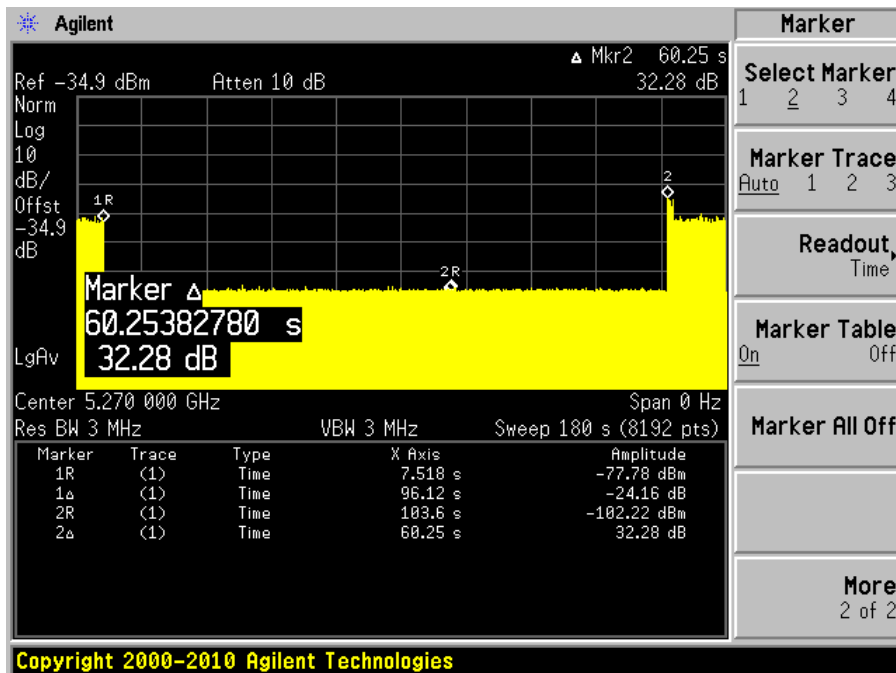 Agilent
Marker
Δ Mkr2 60.25 s
Ref -34.9 dBm Atten 10 dB 32.28 dB
Norm
Log
10
dB/
Offst
-34.9
dB
LgAv
1R
2R
2
Marker Δ
60.25382780 s
32.28 dB
Center 5.270 000 GHz Span 0 Hz
Res BW 3 MHz VBW 3 MHz Sweep 180 s (8192 pts)
Marker Trace Type X Axis Amplitude
1R (1) Time 7.518 s -77.78 dBm
1Δ (1) Time 96.12 s -24.16 dB
2R (1) Time 103.6 s -102.22 dBm
2Δ (1) Time 60.25 s 32.28 dB
Select Marker
1 2 3 4
Marker Trace
Auto 1 2 3
Readout
Time
Marker Table
On Off
Marker All Off
More
2 of 2
Copyright 2000-2010 Agilent Technologies